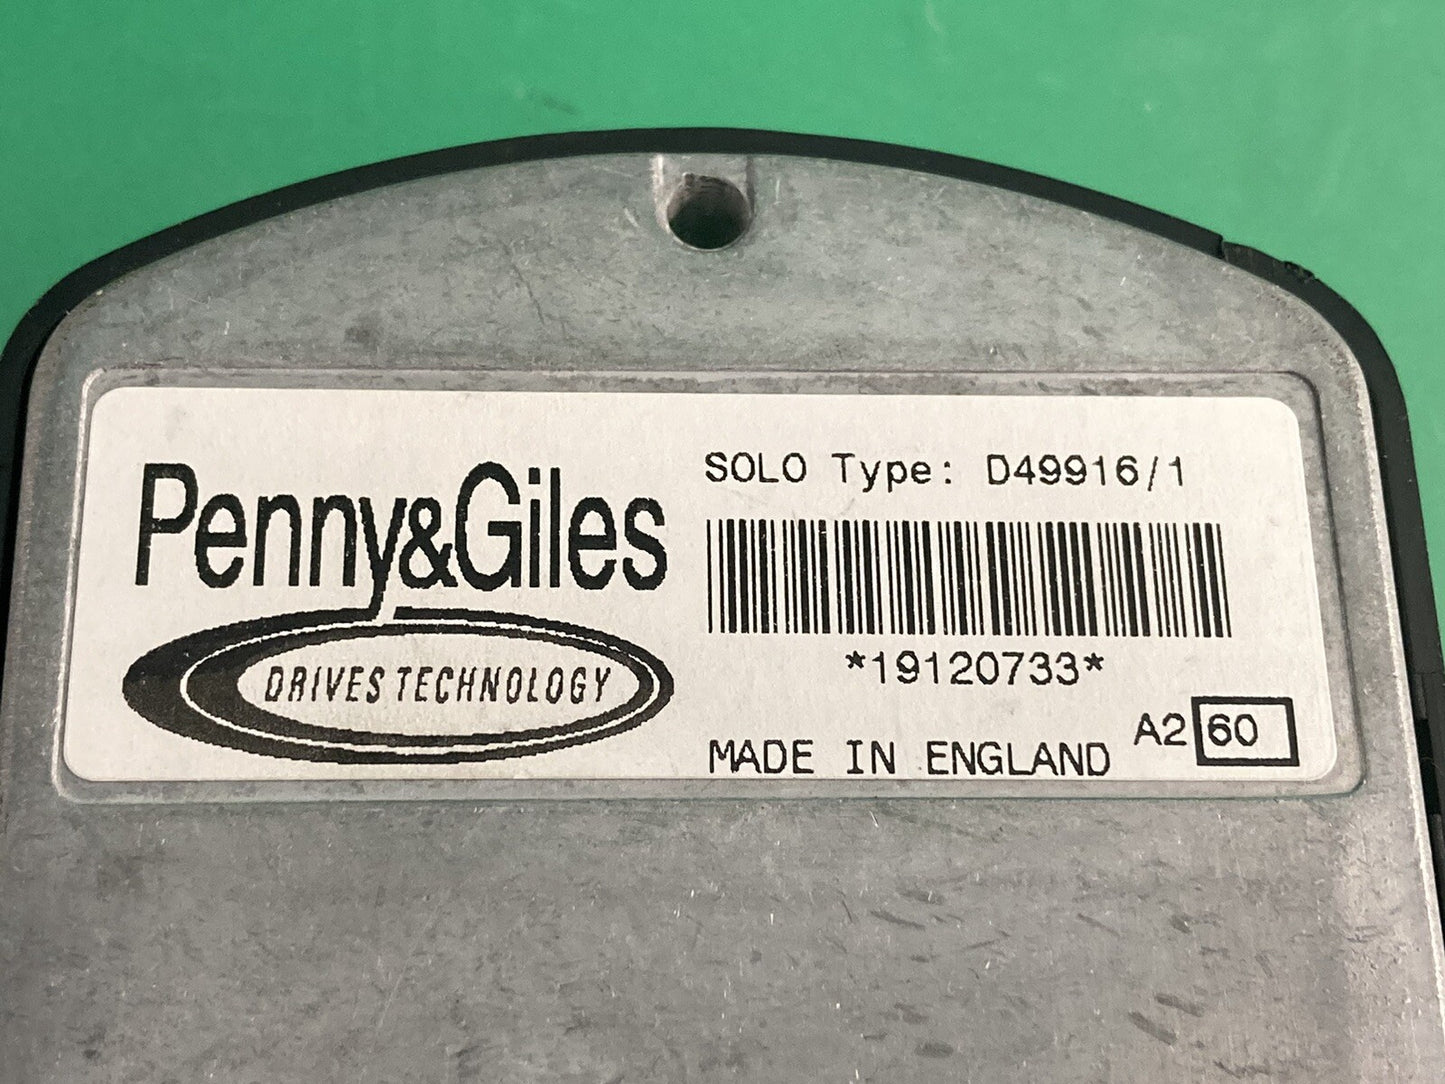 Penny&Giles
DRIVES TECHNOLOGY
SOLO Type: D49916/1
*19120733*
A2 60
MADE IN ENGLAND